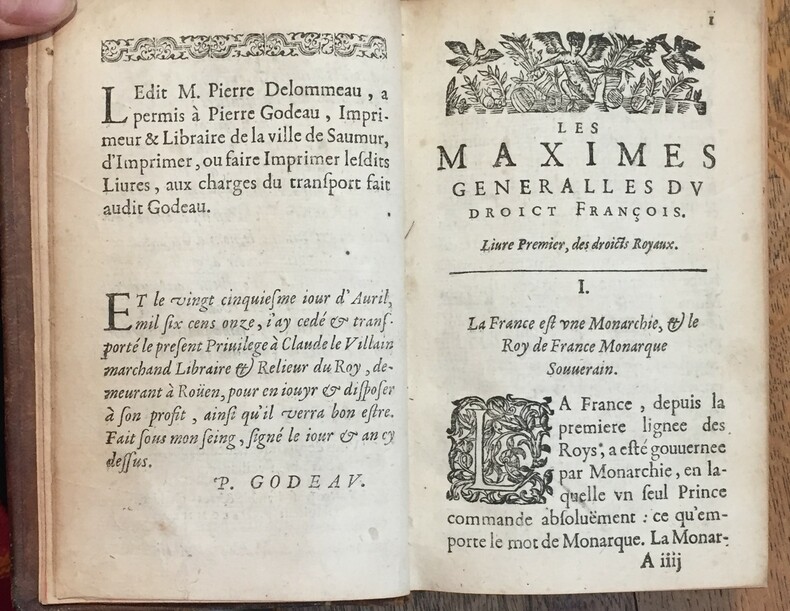 LEdit M. Pierre Delommeau, a
permis à Pierre Godeau, Impri-
meur & Libraire de la ville de Saumur,
d'Imprimer, ou faire Imprimer leſdits
Liures, aux charges du tranſport fait
audit Godeau.
ET le vingt cinquieſme iour d'Auril,
mil ſix cens onze, i'ay cedé & tranſ-
porté le preſent Priuilege à Claude le Villain
marchand Libraire & Relieur du Roy, de-
meurant à Roüen, pour en iouyr & diſpoſer
à ſon profit, ainſi qu'il verra bon eſtre.
Fait ſous mon ſeing, ſigné le iour & an cy
deſſus.
P. GODEAV.
1
LES
MAXIMES
GENERALLES DV
DROICT FRANÇOIS.
Liure Premier, des droicts Royaux.
I.
La France eſt vne Monarchie, & le
Roy de France Monarque
Souuerain.
LA France, depuis la
premiere lignee des
Roys, a eſté gouuernee
par Monarchie, en la-
quelle vn ſeul Prince
commande abſoluëment : ce qu'em-
porte le mot de Monarque. La Monar-
A iiij